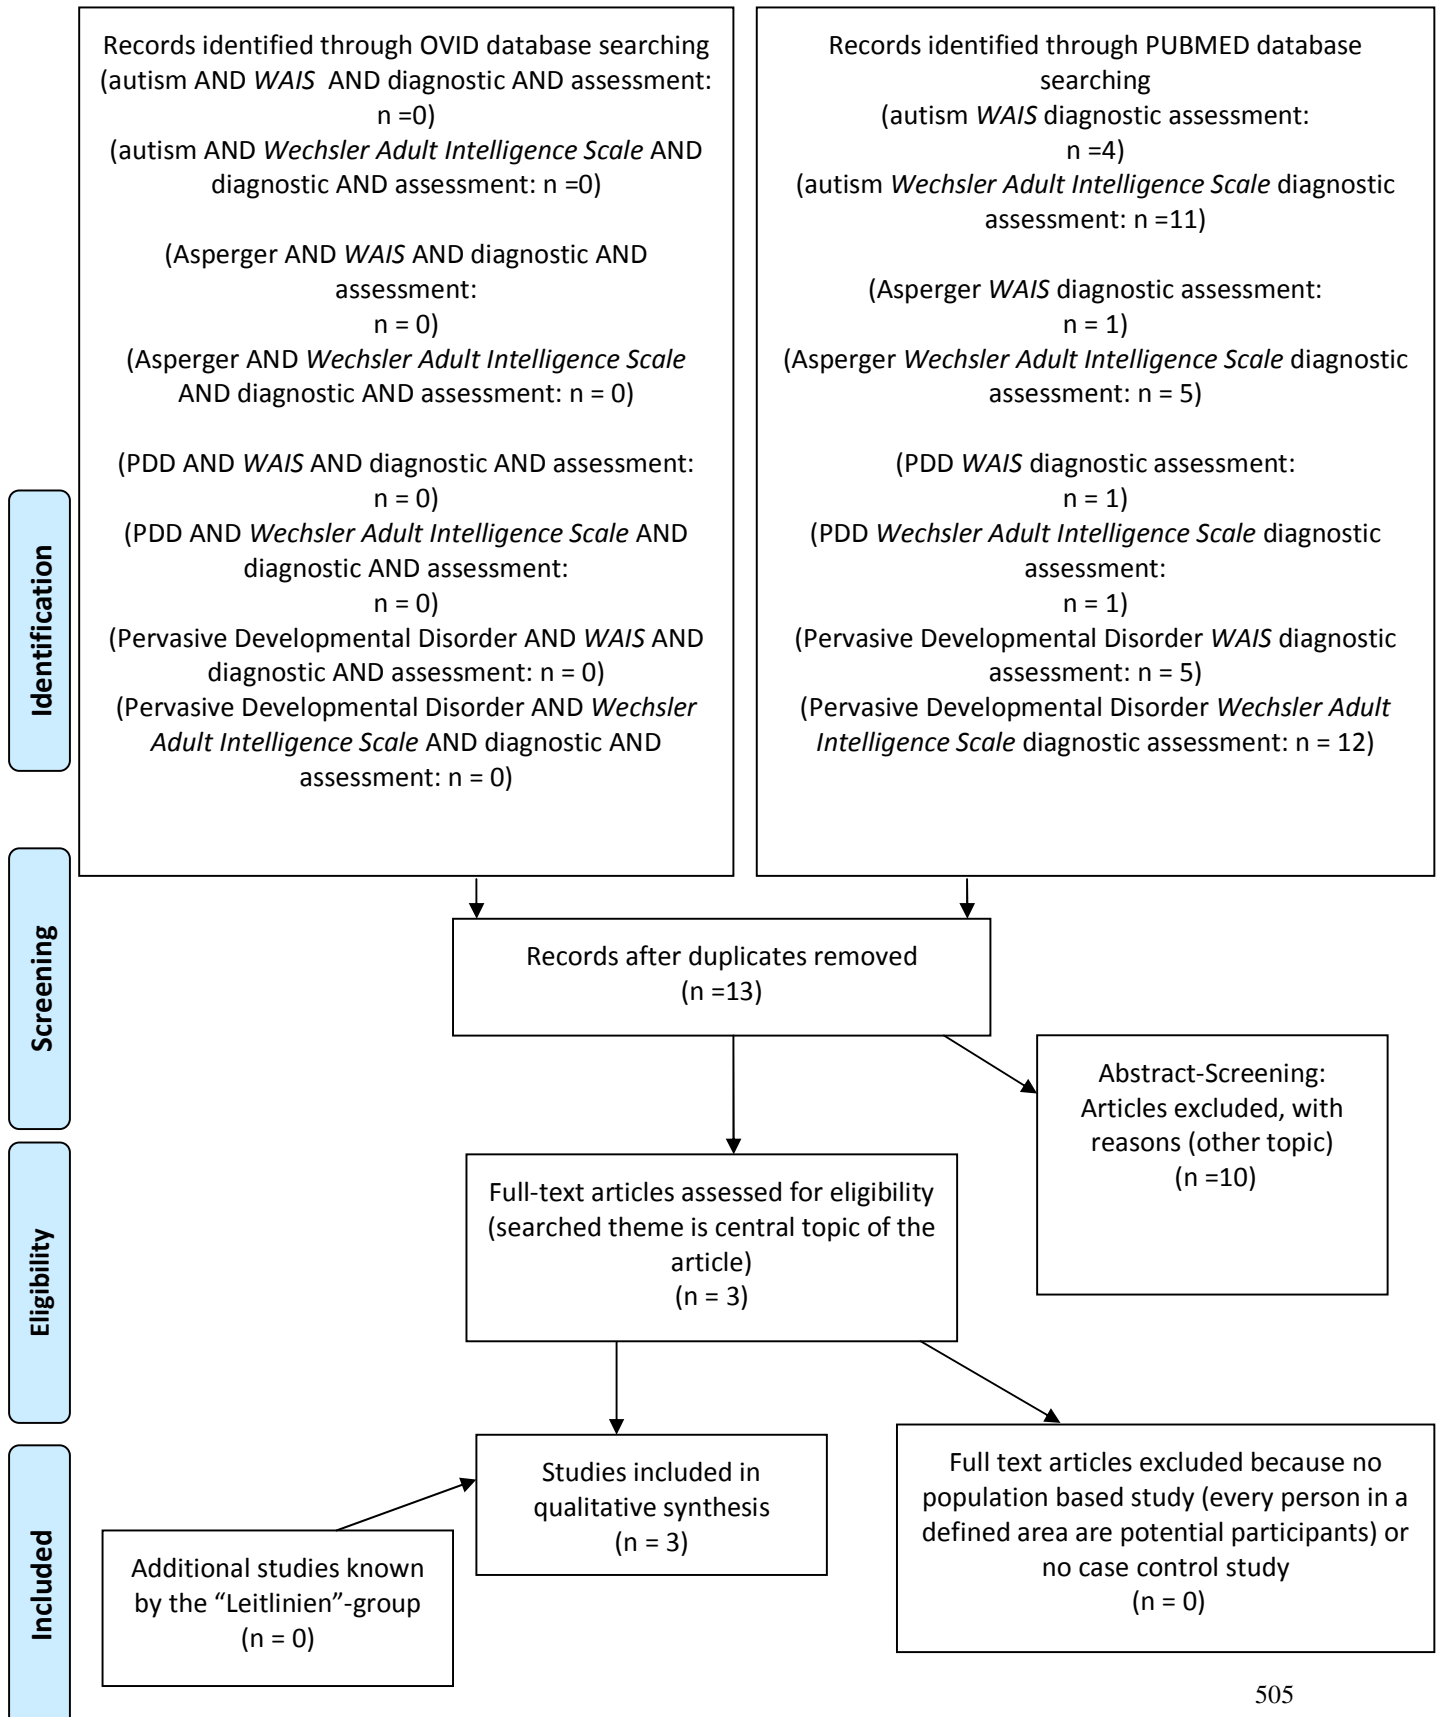 Records identified through OVID database searching
(autism AND WAIS AND diagnostic AND assessment:
n =0)
(autism AND Wechsler Adult Intelligence Scale AND
diagnostic AND assessment: n =0)
(Asperger AND WAIS AND diagnostic AND
assessment:
n = 0)
(Asperger AND Wechsler Adult Intelligence Scale
AND diagnostic AND assessment: n = 0)
(PDD AND WAIS AND diagnostic AND assessment:
n = 0)
(PDD AND Wechsler Adult Intelligence Scale AND
diagnostic AND assessment:
n = 0)
(Pervasive Developmental Disorder AND WAIS AND
diagnostic AND assessment: n = 0)
(Pervasive Developmental Disorder AND Wechsler
Adult Intelligence Scale AND diagnostic AND
assessment: n = 0)
Records identified through PUBMED database
searching
(autism WAIS diagnostic assessment:
n =4)
(autism Wechsler Adult Intelligence Scale diagnostic
assessment: n =11)
(Asperger WAIS diagnostic assessment:
n = 1)
(Asperger Wechsler Adult Intelligence Scale diagnostic
assessment: n = 5)
(PDD WAIS diagnostic assessment:
n = 1)
(PDD Wechsler Adult Intelligence Scale diagnostic
assessment:
n = 1)
(Pervasive Developmental Disorder WAIS diagnostic
assessment: n = 5)
(Pervasive Developmental Disorder Wechsler Adult
Intelligence Scale diagnostic assessment: n = 12)
Identification
Screening
Records after duplicates removed
(n =13)
Abstract-Screening:
Articles excluded, with
reasons (other topic)
(n =10)
Eligibility
Full-text articles assessed for eligibility
(searched theme is central topic of the
article)
(n = 3)
Included
Studies included in
qualitative synthesis
(n = 3)
Full text articles excluded because no
population based study (every person in a
defined area are potential participants) or
no case control study
(n = 0)
Additional studies known
by the “Leitlinien”-group
(n = 0)
505